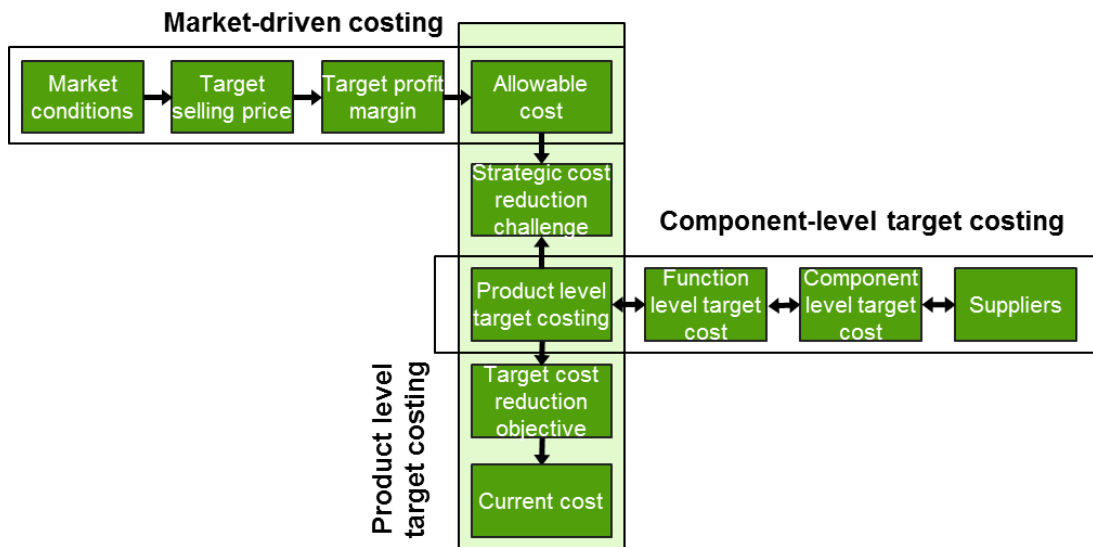 Market-driven costing
Market
conditions
Target
selling price
Target profit
margin
Allowable
cost
Strategic cost
reduction
challenge
Component-level target costing
Product level
target costing
Function
level target
cost
Component
level target
cost
Suppliers
Product level
target costing
Target cost
reduction
objective
Current cost